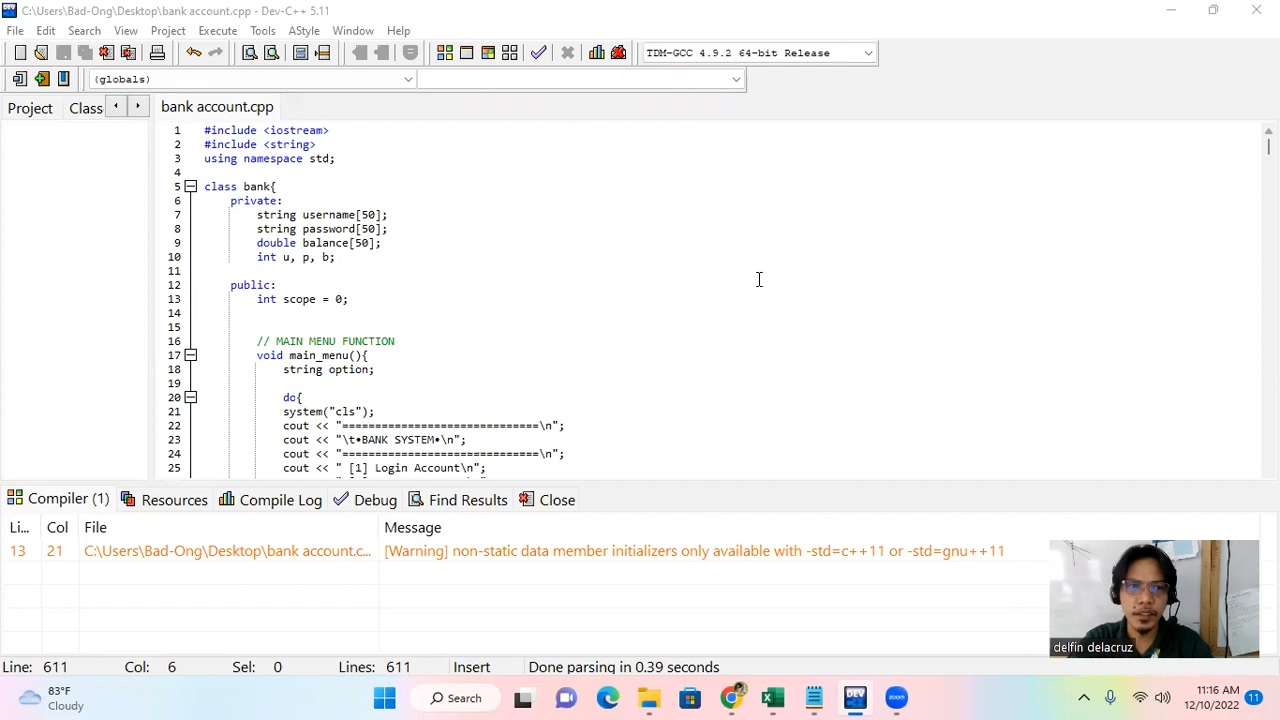 C:\Users\Bad-Ong\Desktop\bank account.cpp - Dev-C++ 5.11
File Edit Search View Project Execute Tools AStyle Window Help
TDM-GCC 4.9.2 64-bit Release
(globals)
Project Class bank account.cpp
1 #include <iostream>
2 #include <string>
3 using namespace std;
4
5 class bank{
6 private:
7 string username[50];
8 string password[50];
9 double balance[50];
10 int u, p, b;
11
12 public:
13 int scope = 0;
14
15
16 // MAIN MENU FUNCTION
17 void main_menu(){
18 string option;
19
20 do{
21 system("cls");
22 cout << "==============================\n";
23 cout << "\t•BANK SYSTEM•\n";
24 cout << "==============================\n";
25 cout << " [1] Login Account\n";
Compiler (1) Resources Compile Log Debug Find Results Close
Li... Col File Message
13 21 C:\Users\Bad-Ong\Desktop\bank account.c... [Warning] non-static data member initializers only available with -std=c++11 or -std=gnu++11
delfin delacruz
Line: 611 Col: 6 Sel: 0 Lines: 611 Insert Done parsing in 0.39 seconds
83°F
Cloudy
Search
DEV
zoom
11:16 AM
12/10/2022
11